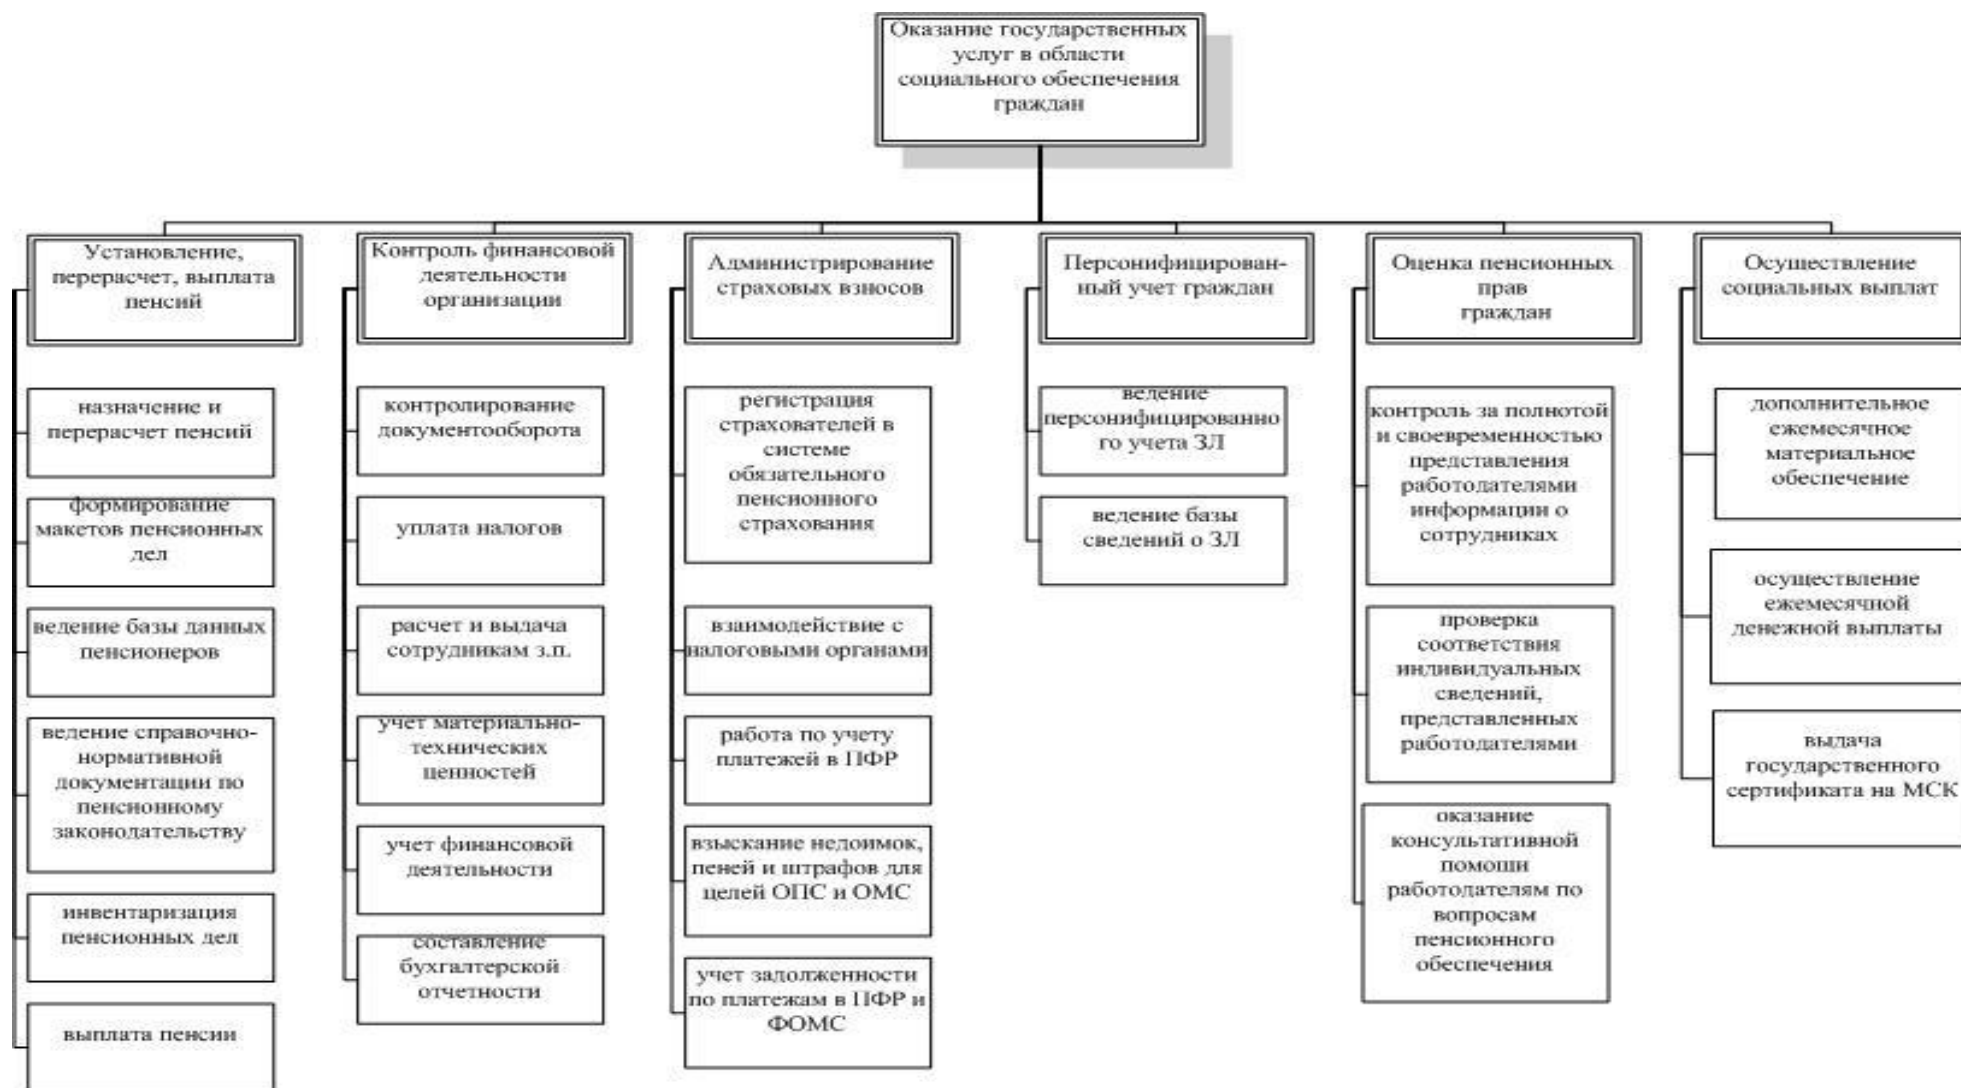 Оказание государственных
услуг в области
социального обеспечения
граждан
Установление,
перерасчет, выплата
пенсий
назначение и
перерасчет пенсий
формирование
макетов пенсионных
дел
ведение базы данных
пенсионеров
ведение справочно-
нормативной
документации по
пенсионному
законодательству
инвентаризация
пенсионных дел
выплата пенсии
Контроль финансовой
деятельности
организации
контролирование
документооборота
уплата налогов
расчет и выдача
сотрудникам з.п.
учет материально-
технических
ценностей
учет финансовой
деятельности
составление
бухгалтерской
отчетности
Администрирование
страховых взносов
регистрация
страхователей в
системе
обязательного
пенсионного
страхования
взаимодействие с
налоговыми органами
работа по учету
платежей в ПФР
взыскание недоимок,
пеней и штрафов для
целей ОПС и ОМС
учет задолженности
по платежам в ПФР и
ФОМС
Персонифицирован-
ный учет граждан
ведение
персонифицированно
го учета ЗЛ
ведение базы
сведений о ЗЛ
Оценка пенсионных
прав
граждан
контроль за полнотой
и своевременностью
представления
работодателями
информации о
сотрудниках
проверка
соответствия
индивидуальных
сведений,
представленных
работодателями
оказание
консультативной
помощи
работодателям по
вопросам
пенсионного
обеспечения
Осуществление
социальных выплат
дополнительное
ежемесячное
материальное
обеспечение
осуществление
ежемесячной
денежной выплаты
выдача
государственного
сертификата на МСК